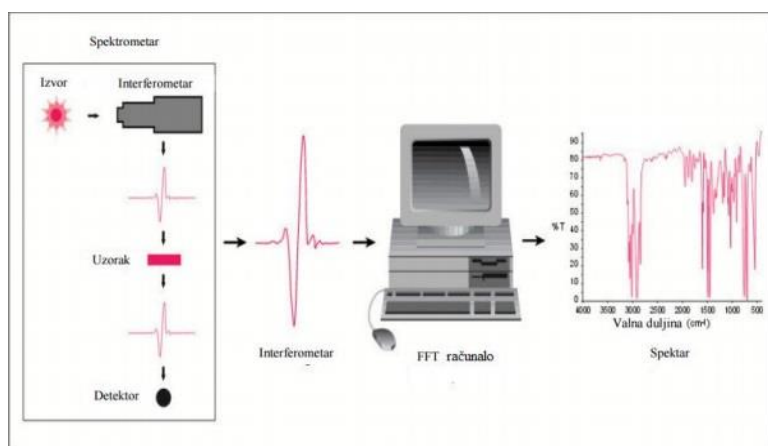 Spektrometar
Izvor
Interferometar
Uzorak
Detektor
Interferometar
FFT računalo
%T
90
80
70
60
50
40
30
20
10
0
4000 3500 3000 2500 2000 1500 1000 500
Valna duljina (cm-1)
Spektar